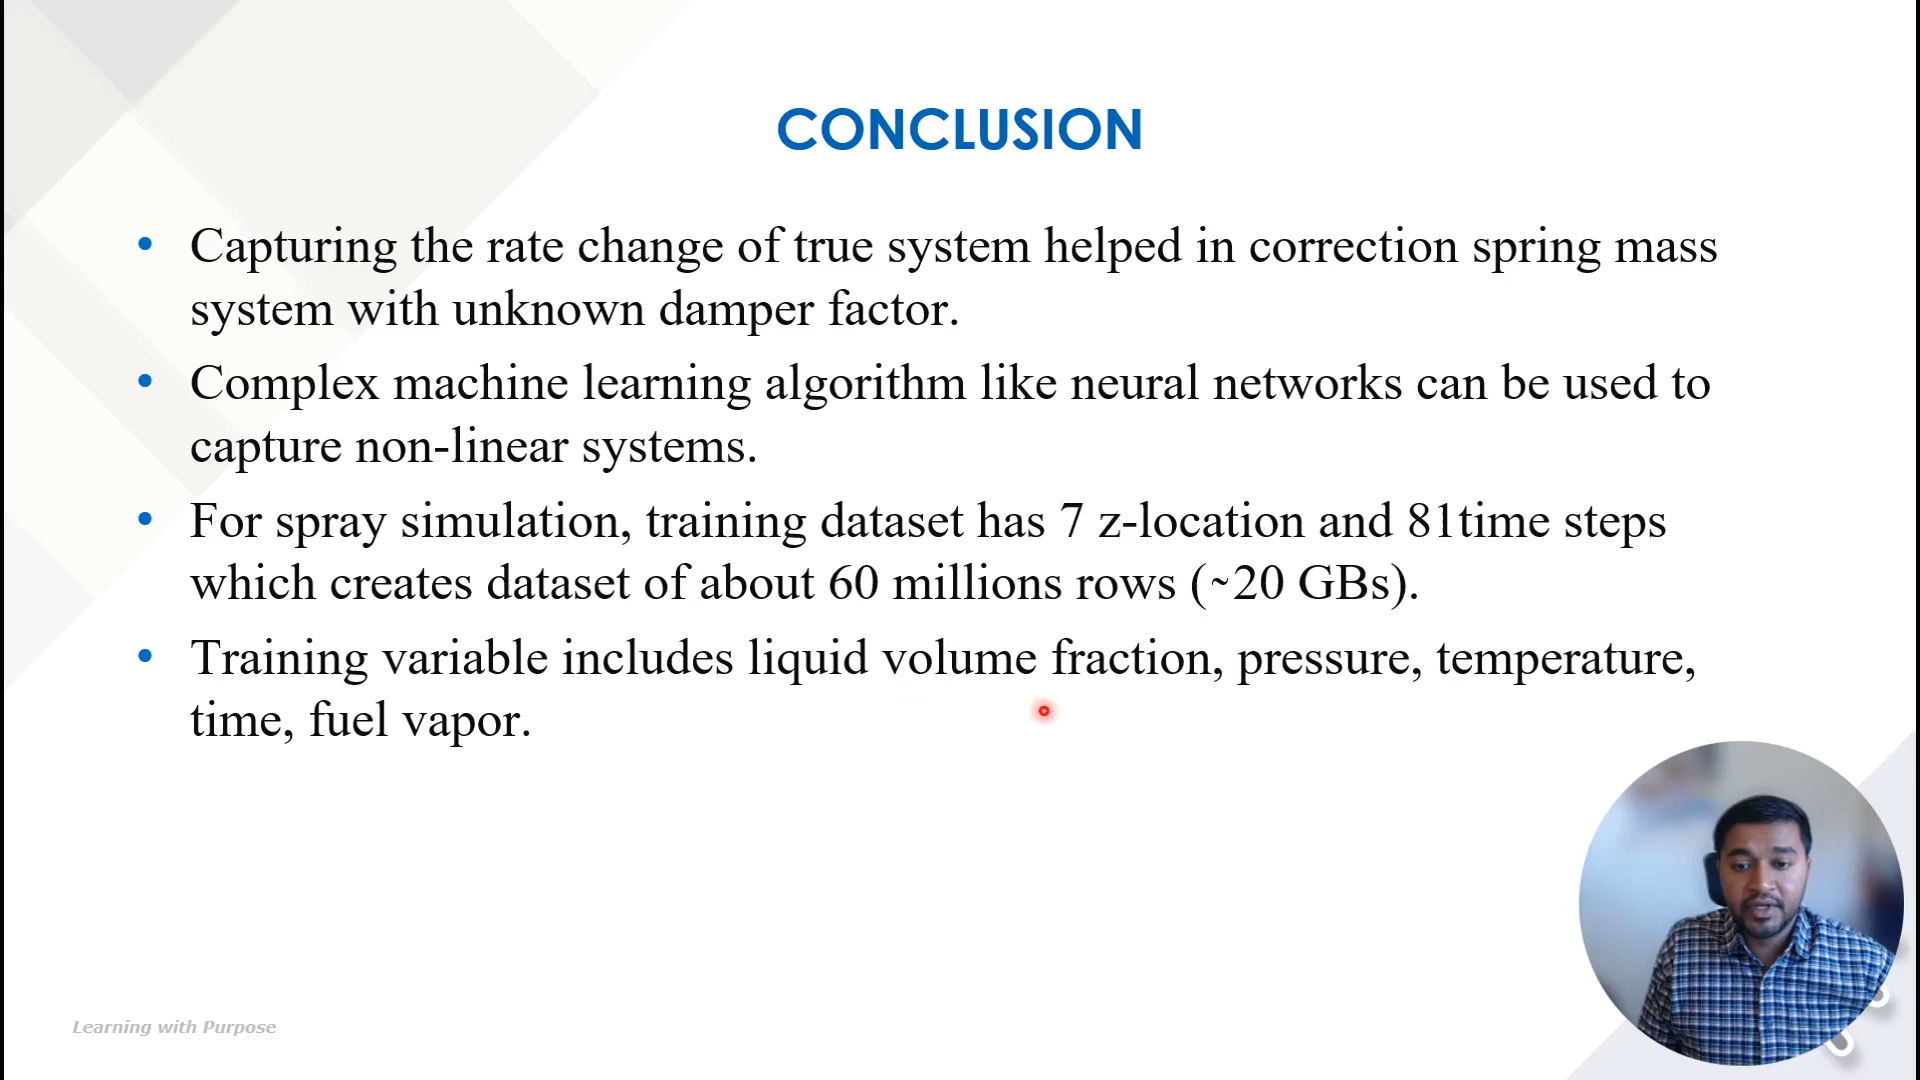 CONCLUSION
• Capturing the rate change of true system helped in correction spring mass
system with unknown damper factor.
• Complex machine learning algorithm like neural networks can be used to
capture non-linear systems.
• For spray simulation, training dataset has 7 z-location and 81time steps
which creates dataset of about 60 millions rows (~20 GBs).
• Training variable includes liquid volume fraction, pressure, temperature,
time, fuel vapor.
Learning with Purpose